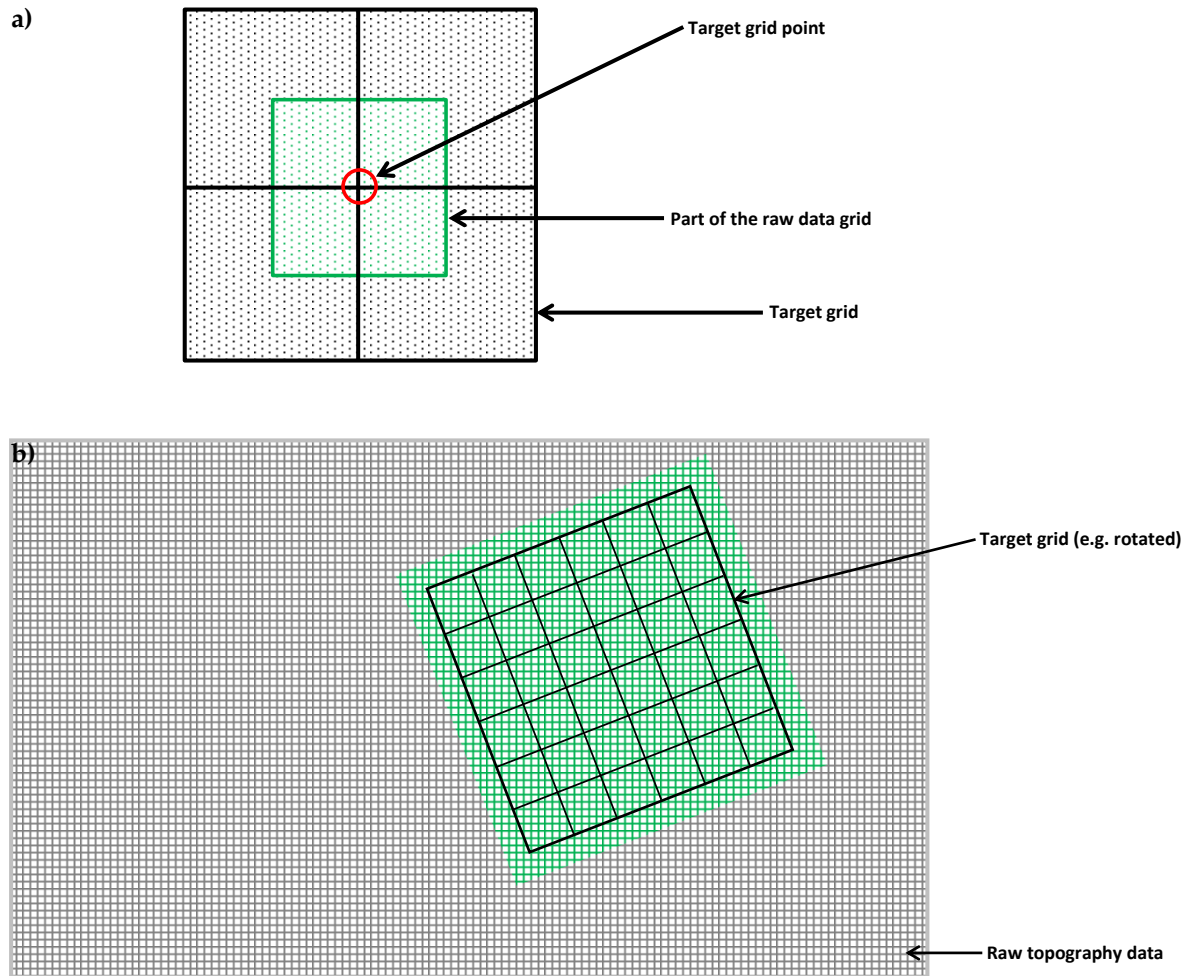 a)
Target grid point
Part of the raw data grid
Target grid
b)
Target grid (e.g. rotated)
Raw topography data